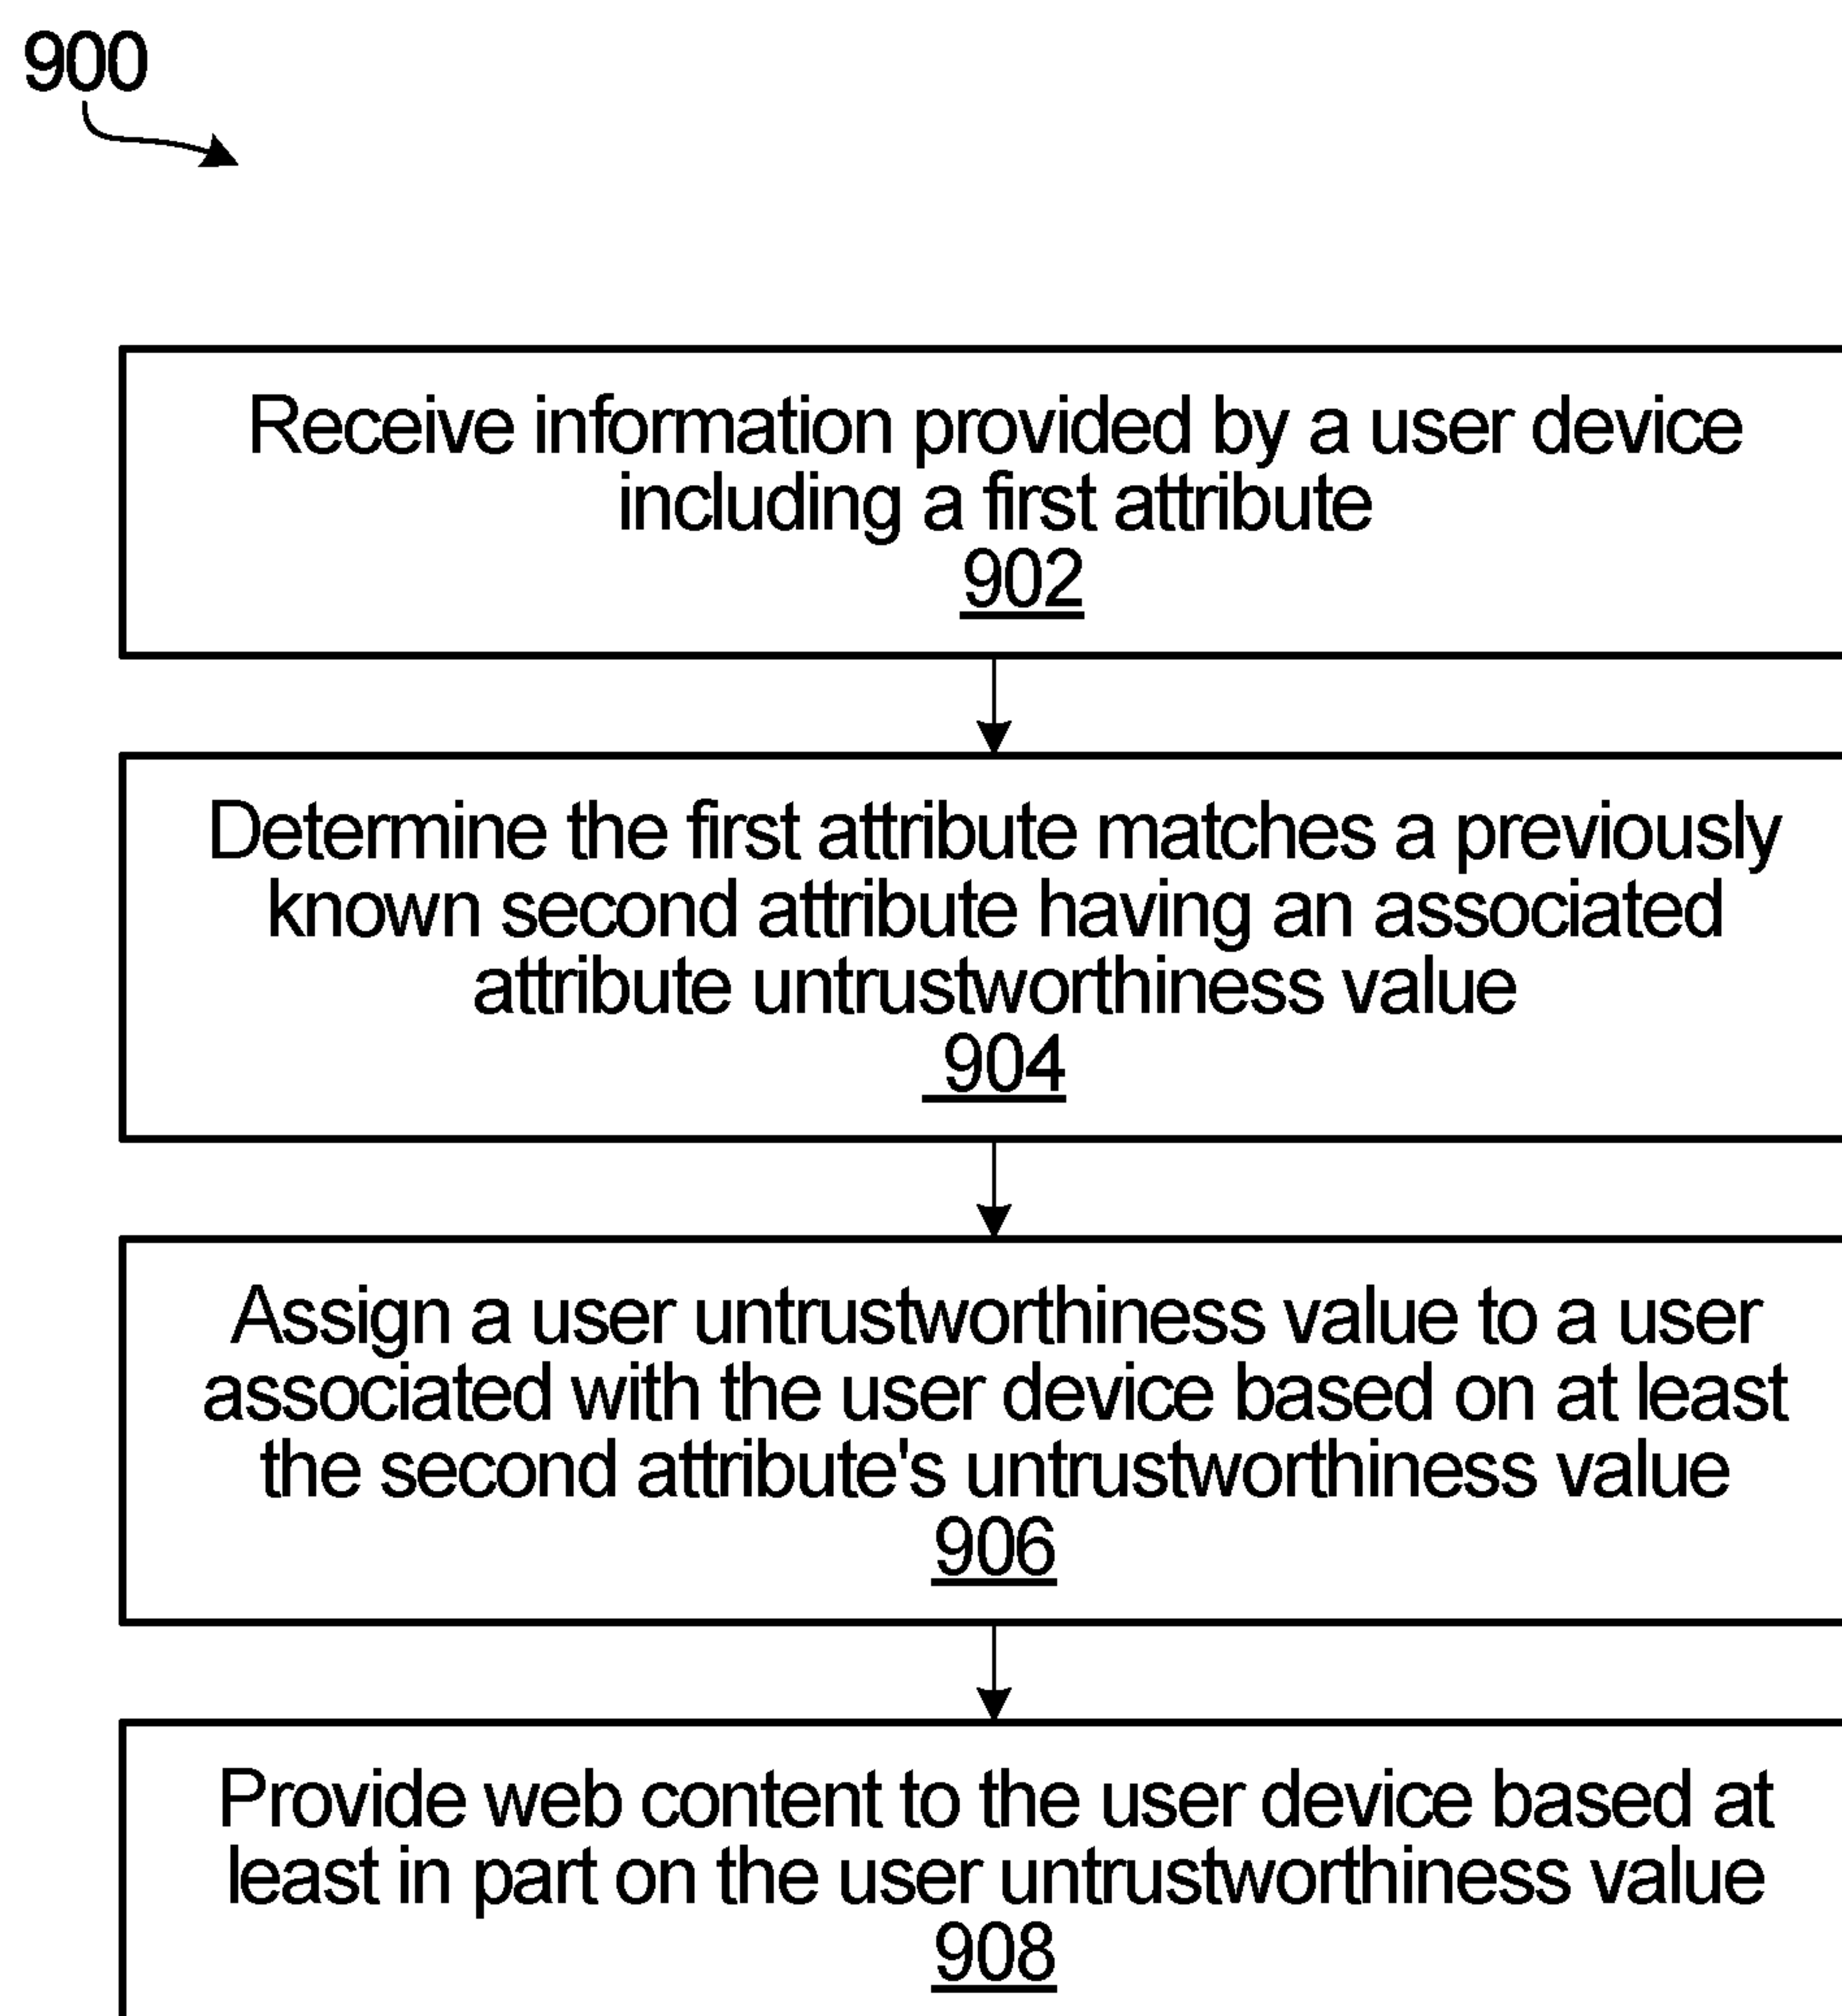 900
Receive information provided by a user device
including a first attribute
902
Determine the first attribute matches a previously
known second attribute having an associated
attribute untrustworthiness value
904
Assign a user untrustworthiness value to a user
associated with the user device based on at least
the second attribute's untrustworthiness value
906
Provide web content to the user device based at
least in part on the user untrustworthiness value
908